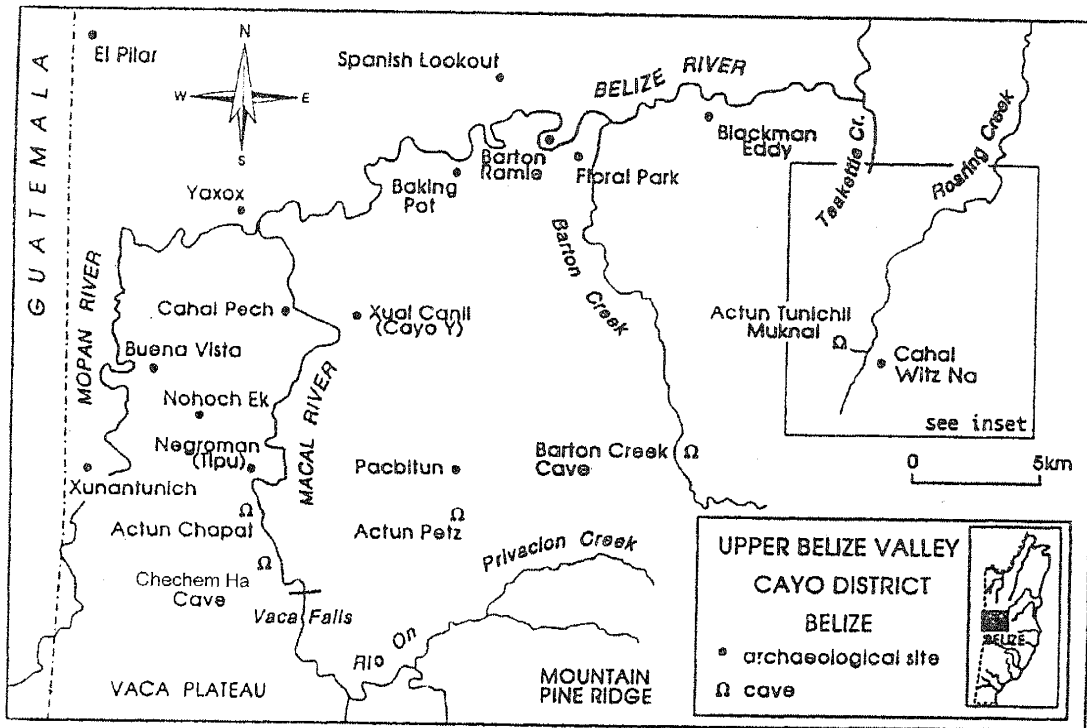 GUATEMALA
El Pilar
N
W
E
S
Spanish Lookout
BELIZE RIVER
Blackman
Eddy
Teakettle Ct.
Roaring Creek
Barton
Ramie
Floral Park
Baking
Pot
Yaxox
Barton Creek
MOPAN RIVER
Cahal Pech
Xual Canil
(Cayo Y)
Buena Vista
MACAL RIVER
Nohoch Ek
Negroman
(Tipu)
Xunantunich
Actun Tunichil
Muknal
Cahal
Witz Na
see inset
0
5km
Pacbitun
Barton Creek
Cave
Actun Chapat
Actun Petz
Chechem Ha
Cave
Vaca Falls
Privacion Creek
Rio On
VACA PLATEAU
MOUNTAIN
PINE RIDGE
UPPER BELIZE VALLEY
CAYO DISTRICT
BELIZE
archaeological site
Ω cave
BELIZE